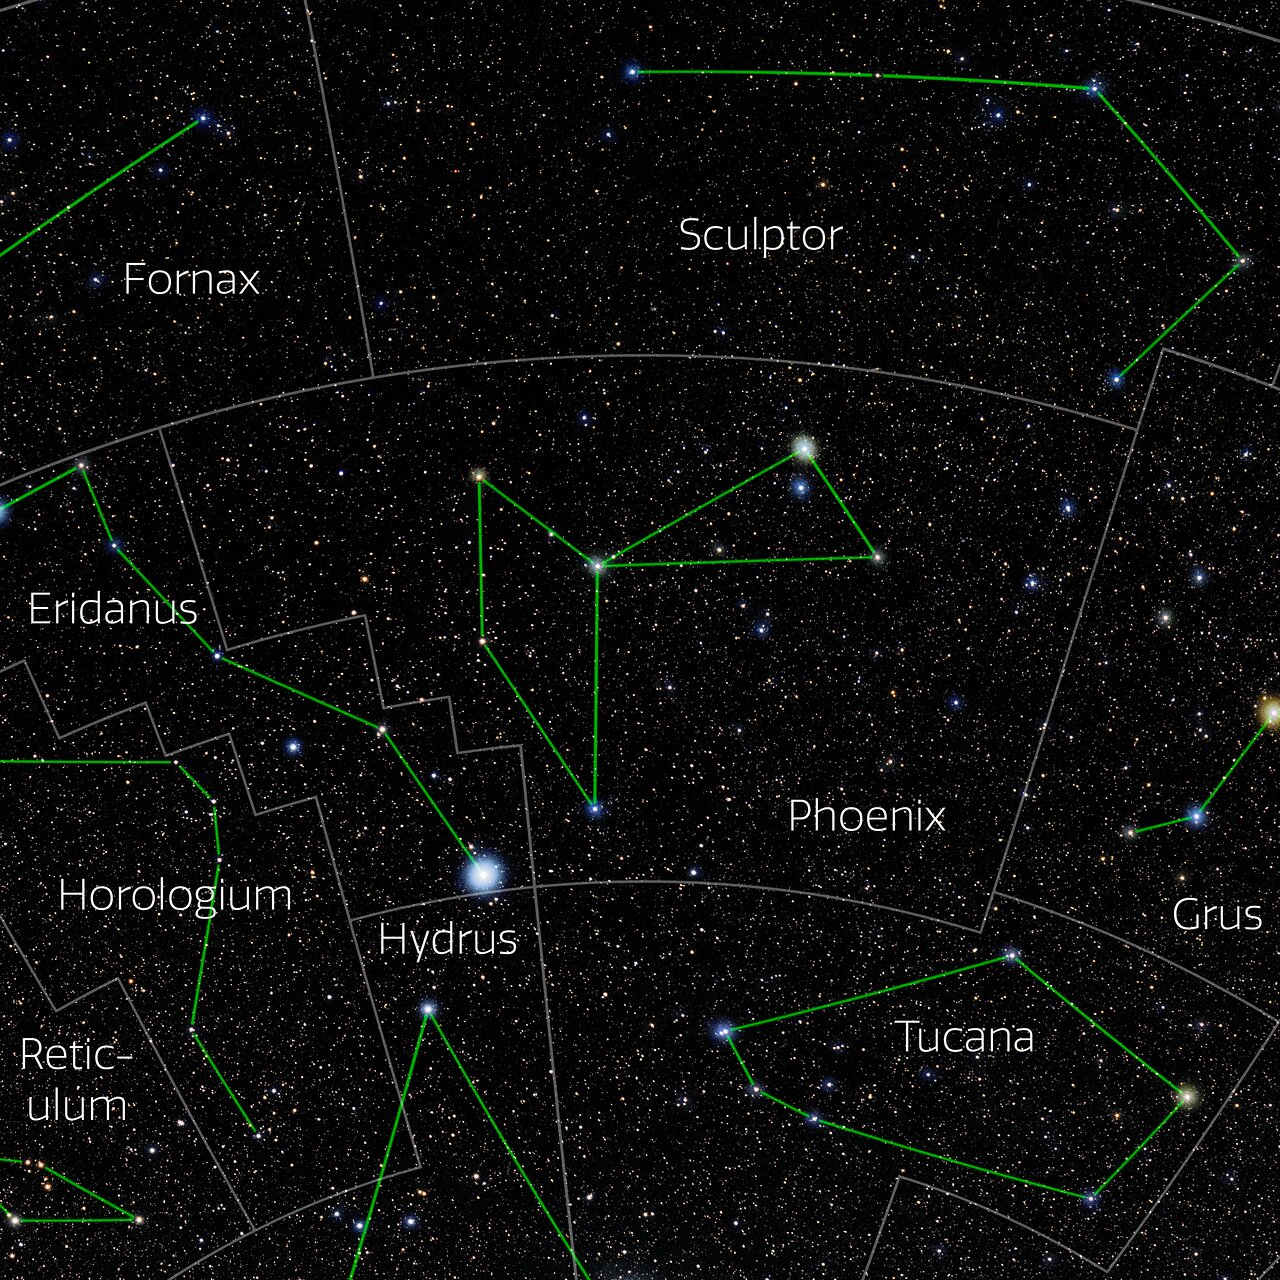 Sculptor
Fornax
Eridanus
Phoenix
Horologium
Grus
Hydrus
Tucana
Retic-
ulum